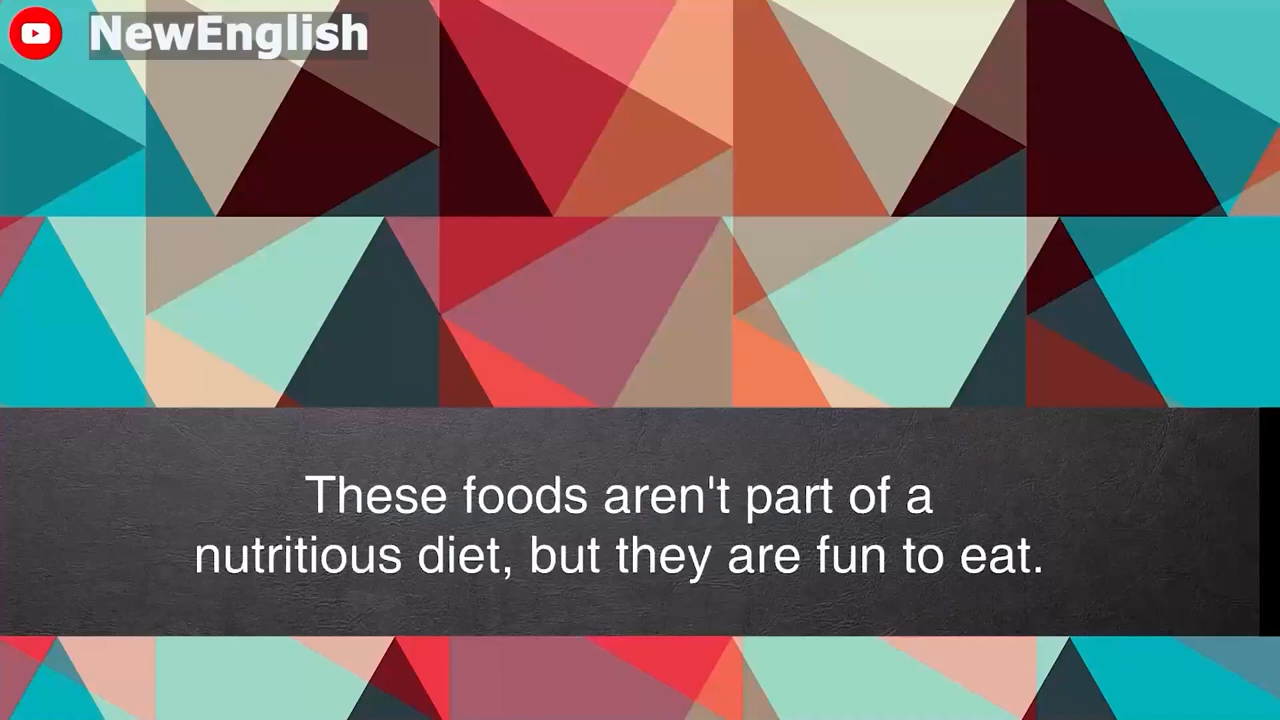 NewEnglish
These foods aren't part of a
nutritious diet, but they are fun to eat.